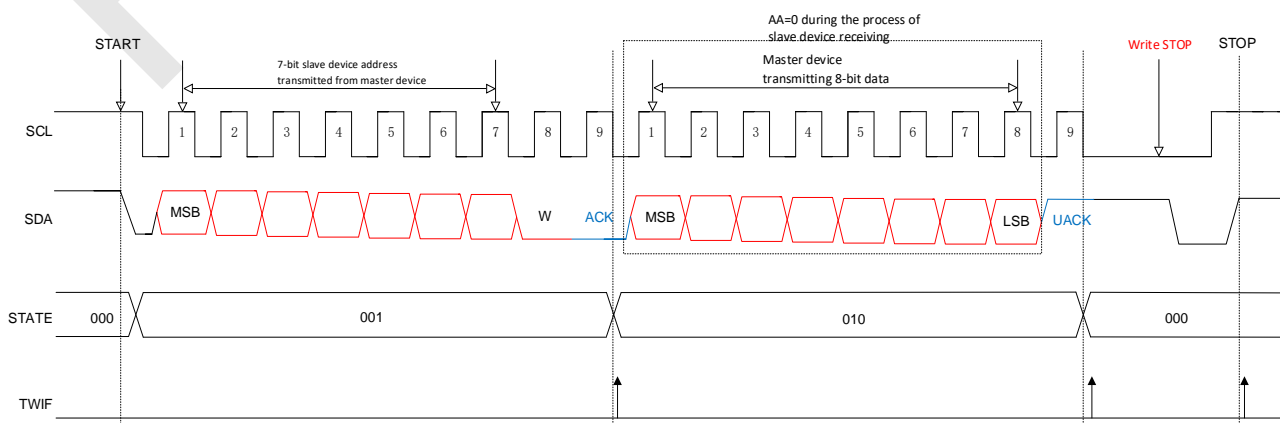 AA=0 during the process of
slave device receiving
START
Write STOP
STOP
7-bit slave device address
transmitted from master device
Master device
transmitting 8-bit data
SCL
1 2 3 4 5 6 7 8 9 1 2 3 4 5 6 7 8 9
SDA
MSB W ACK MSB LSB UACK
STATE
000 001 010 000
TWIF